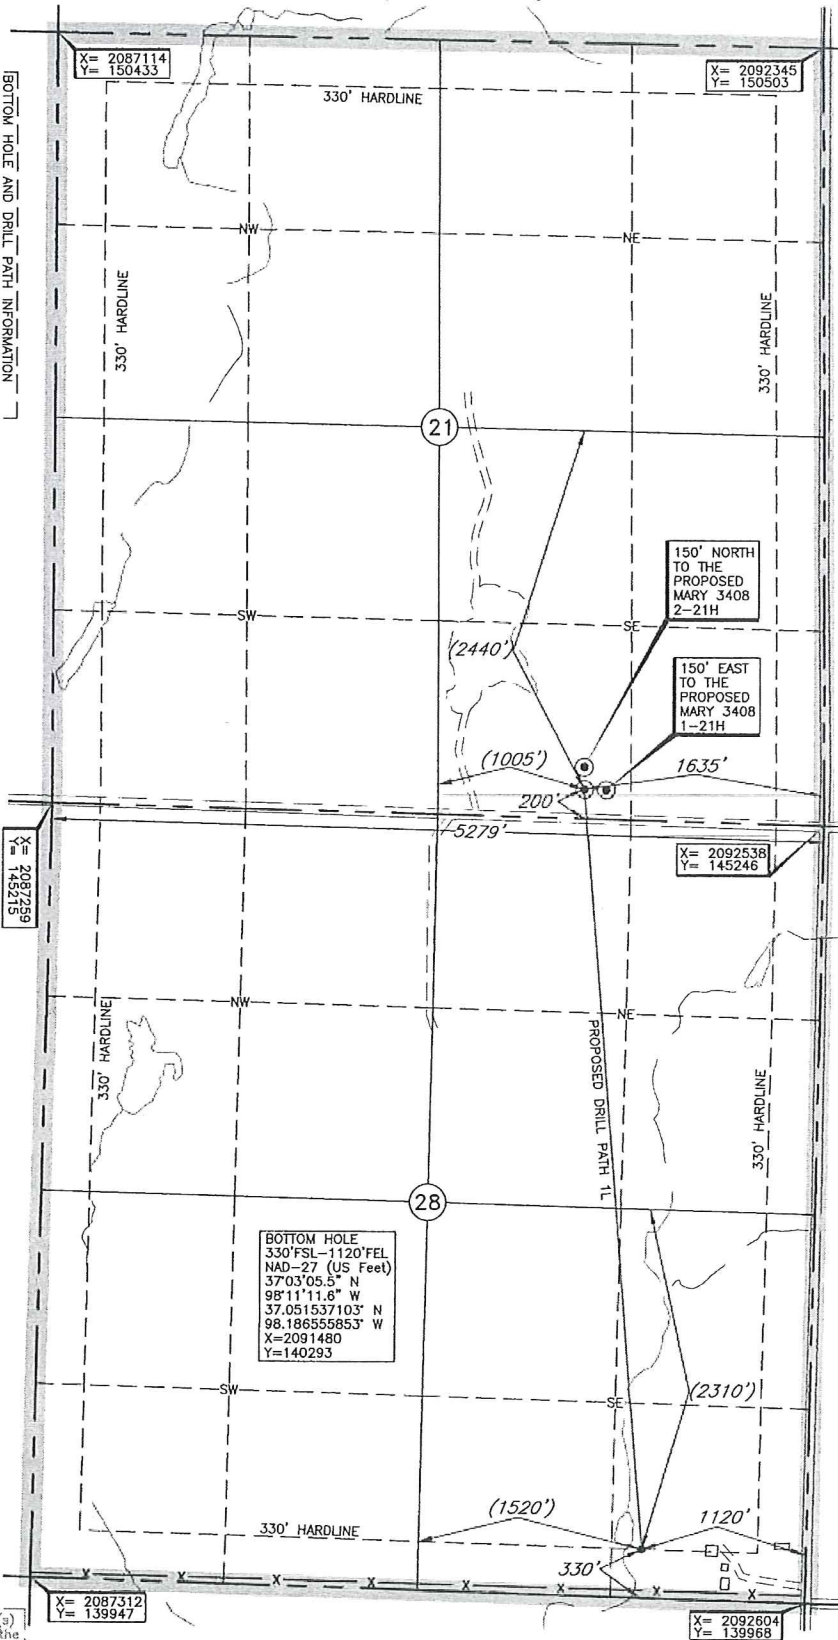 X= 2087114
Y= 150433
X= 2092345
Y= 150503
330' HARDLINE
BOTTOM HOLE AND DRILL PATH INFORMATION
NW
NE
330' HARDLINE
330' HARDLINE
21
150' NORTH
TO THE
PROPOSED
MARY 3408
2-21H
SW
SE
(2440')
150' EAST
TO THE
PROPOSED
MARY 3408
1-21H
(1005')
1635'
200'
5279'
X= 2087259
Y= 145215
X= 2092538
Y= 145246
NW
NE
330' HARDLINE
PROPOSED DRILL PATH 1L
330' HARDLINE
28
BOTTOM HOLE
330'FSL-1120'FEL
NAD-27 (US Feet)
37°03'05.5" N
98°11'11.6" W
37.051537103° N
98.186555853° W
X=2091480
Y=140293
SW
SE
(2310')
(1520')
1120'
330' HARDLINE
330'
X X X X X X X X
X= 2087312
Y= 139947
X= 2092604
Y= 139968
(s)
the